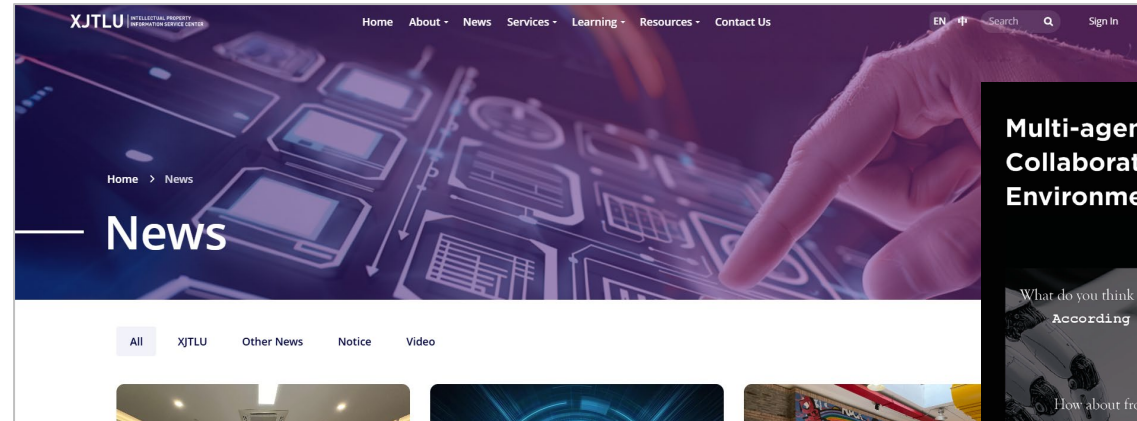 XJTLU INTELLECTUAL PROPERTY
INFORMATION SERVICE CENTER
Home About News Services Learning Resources Contact Us
EN 中 Search Sign In
Multi-agen
Collaborat
Environme
Home > News
News
What do you think
According
How about fro
All XJTLU Other News Notice Video